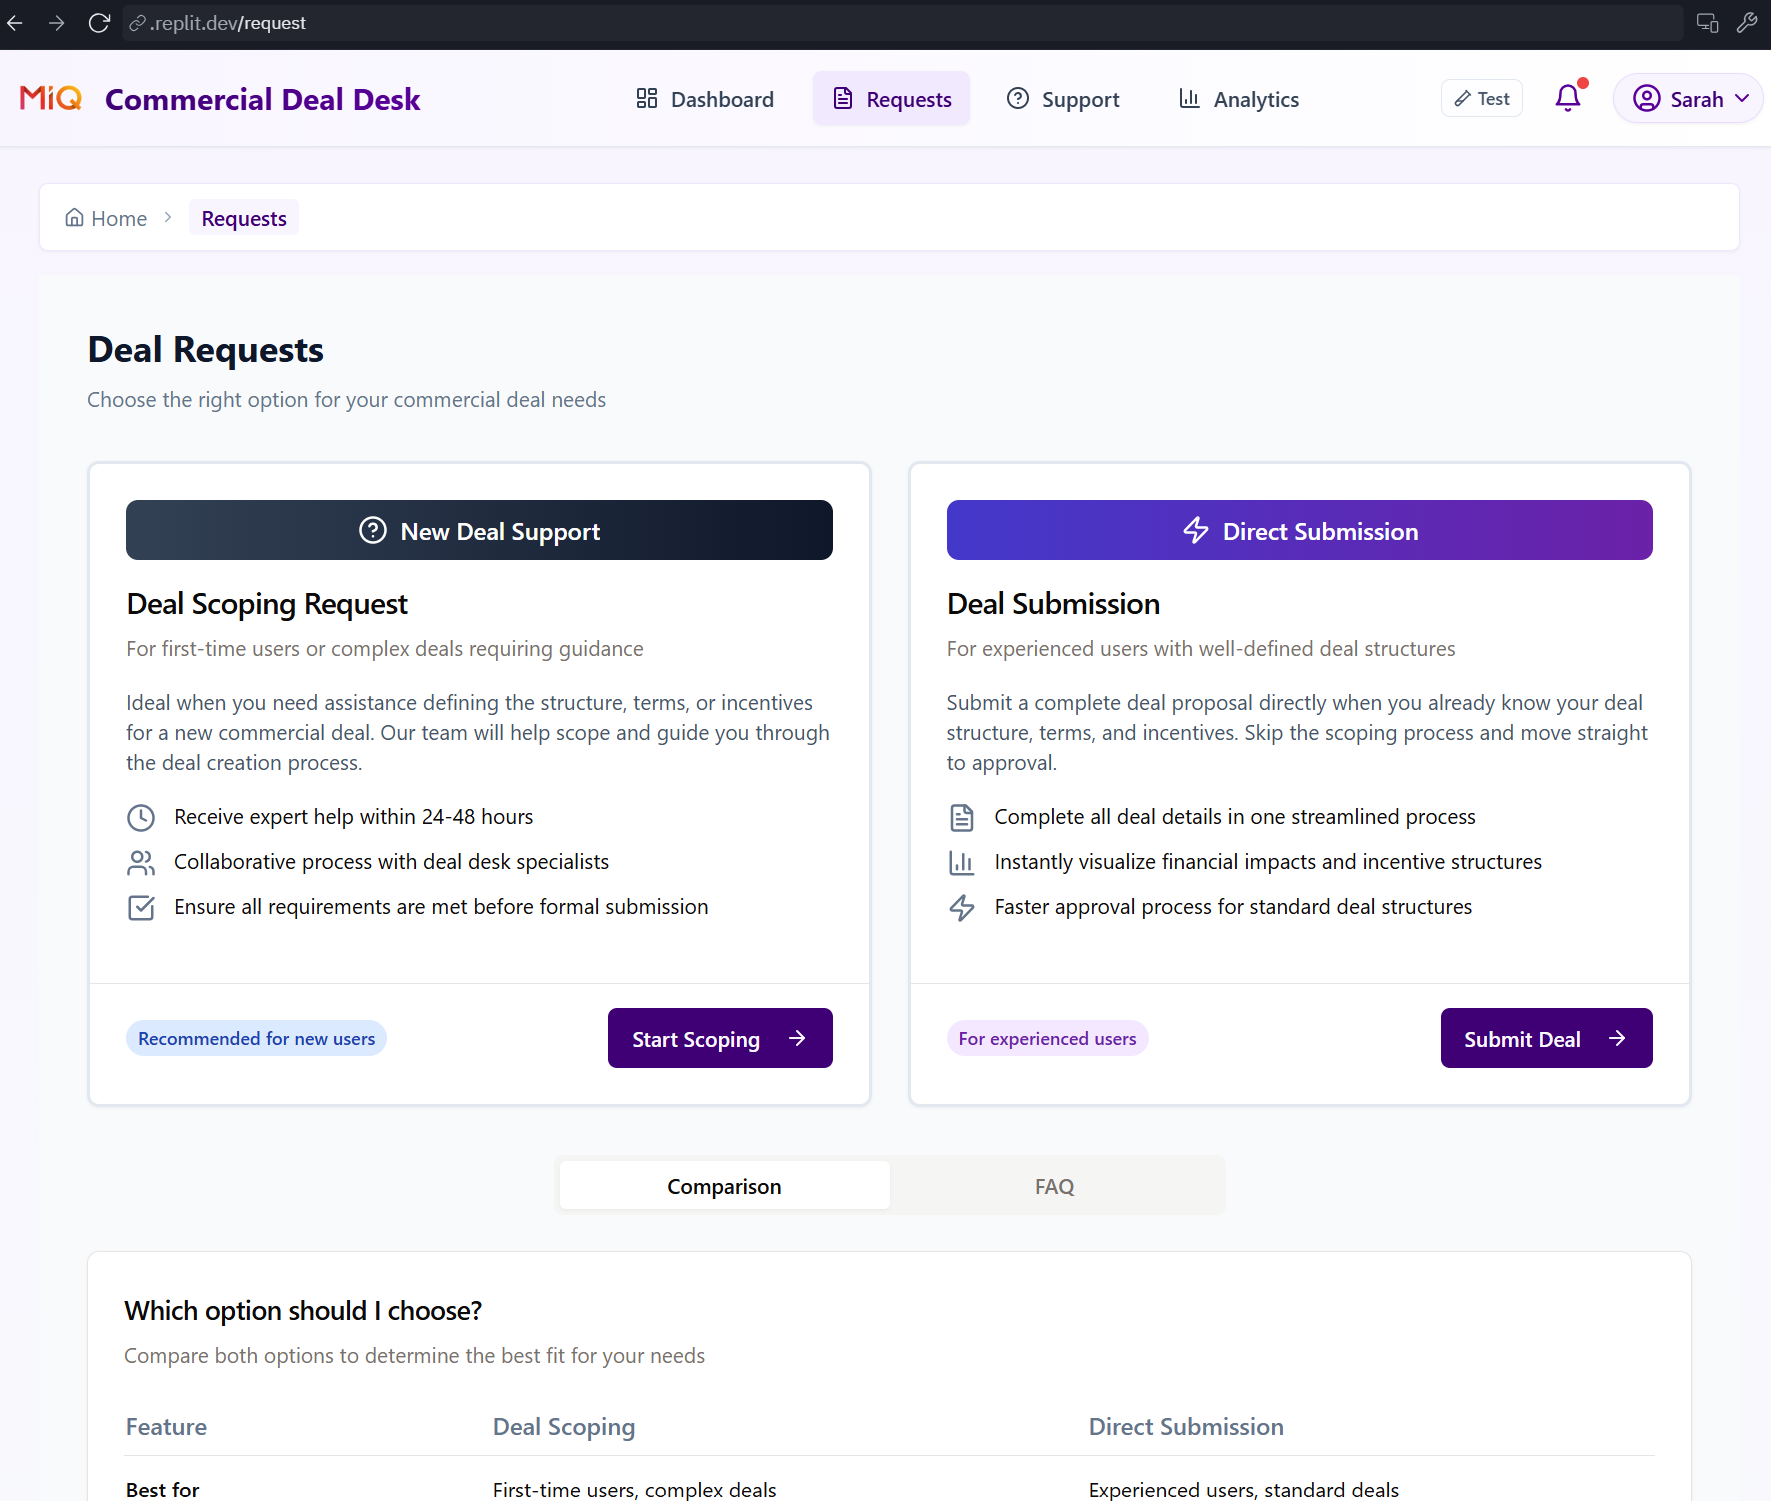 .replit.dev/request
MiQ Commercial Deal Desk Dashboard Requests Support Analytics Test Sarah
Home Requests
Deal Requests
Choose the right option for your commercial deal needs
New Deal Support
Deal Scoping Request
For first-time users or complex deals requiring guidance
Ideal when you need assistance defining the structure, terms, or incentives
for a new commercial deal. Our team will help scope and guide you through
the deal creation process.
Receive expert help within 24-48 hours
Collaborative process with deal desk specialists
Ensure all requirements are met before formal submission
Recommended for new users Start Scoping
Direct Submission
Deal Submission
For experienced users with well-defined deal structures
Submit a complete deal proposal directly when you already know your deal
structure, terms, and incentives. Skip the scoping process and move straight
to approval.
Complete all deal details in one streamlined process
Instantly visualize financial impacts and incentive structures
Faster approval process for standard deal structures
For experienced users Submit Deal
Comparison FAQ
Which option should I choose?
Compare both options to determine the best fit for your needs
Feature Deal Scoping Direct Submission
Best for First-time users, complex deals Experienced users, standard deals